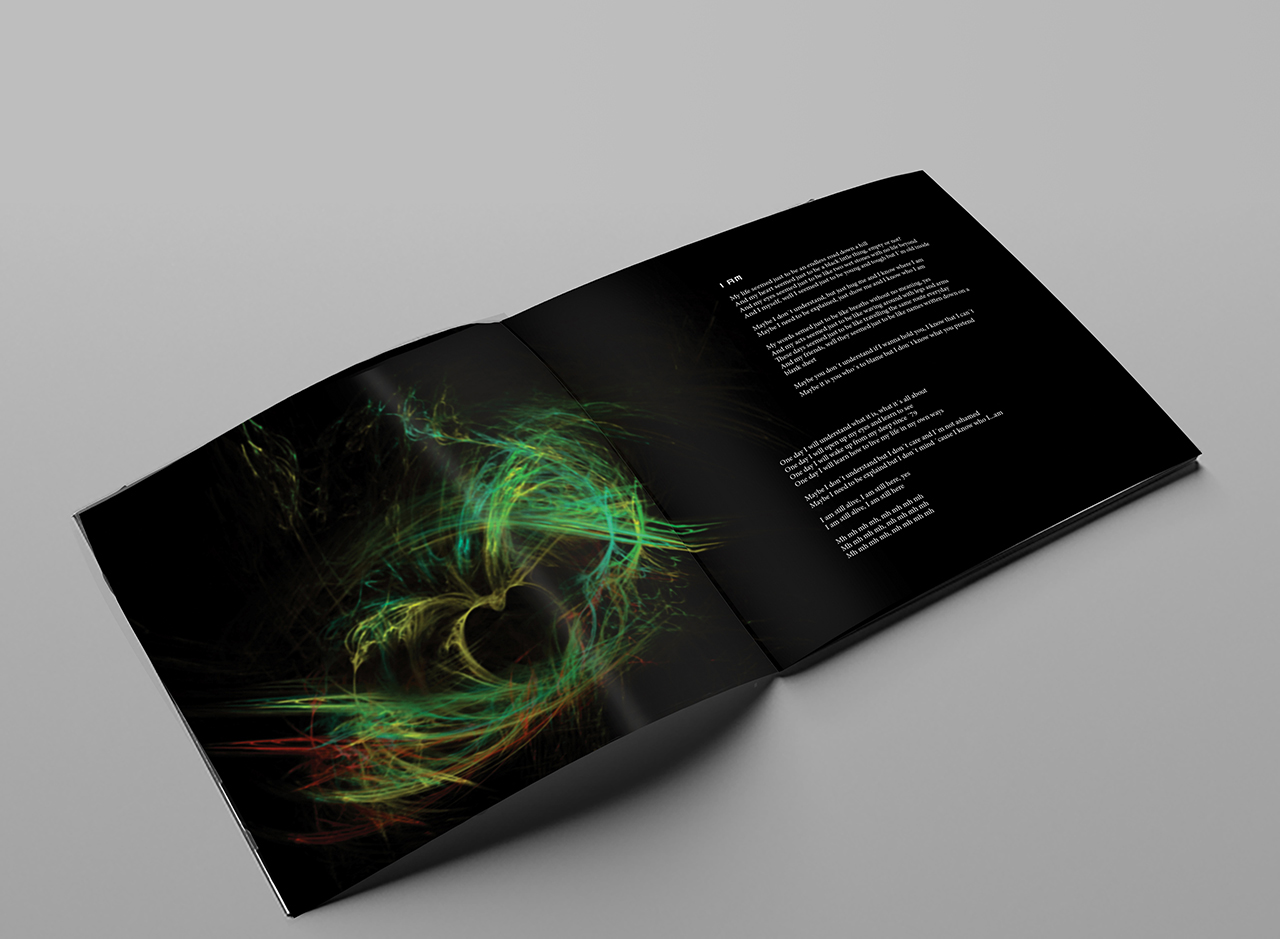 I AM
My life seemed just to be an endless road down a hill
And my heart seemed just to be a black little thing, empty or not?
And my eyes seemed just to be like two wet stones with no life beyond
And I myself, well I seemed just to be young and tough but I´m old inside
Maybe I don´t understand, but just hug me and I know where I am
Maybe I need to be explained, just show me and I know who I am
My words semed just to be like breaths without no meaning, yes
And my acts seemed just to be like waring around with legs and arms
These days seemed just to be like travelling the same route everyday
And my friends, well they seemed just to be like names written down on a
blank sheet
Maybe you don´t understand if I wanna hold you, I know that I can´t
Maybe it is you who´s to blame but I don´t know what you pretend
One day I will understand what it is, what it´s all about
One day I will open up my eyes and learn to see
One day I will wake up from my sleep since -79
One day I will learn how to live my life in my own ways
Maybe I don´t understand but I don´t care and I´m not ashamed
Maybe I need to be explaind but I don´t mind ´cause I know who I...am
I am still alive, I am still here, yes
I am still alive, I am still here
Mh mh mh mh, mh mh mh mh
Mh mh mh mh, mh mh mh mh
Mh mh mh mh, mh mh mh mh